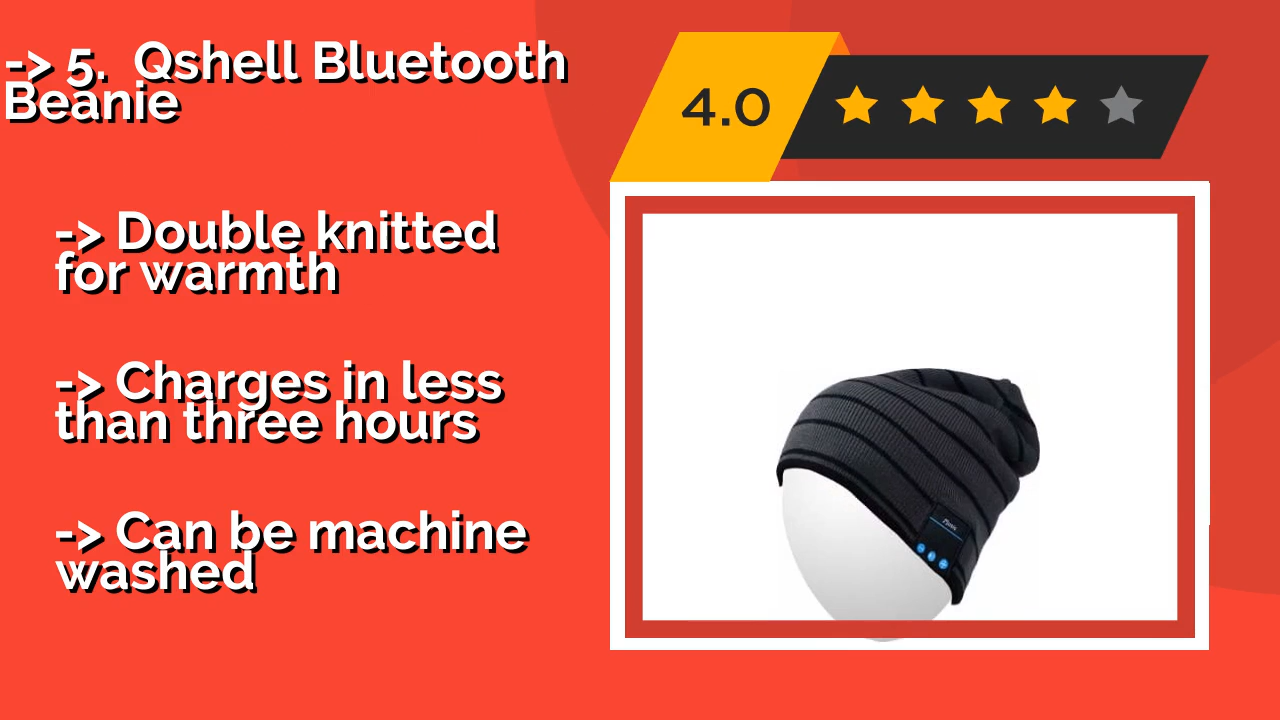 -> 5.  Qshell Bluetooth
Beanie
4.0
-> Double knitted
for warmth
-> Charges in less
than three hours
-> Can be machine
washed